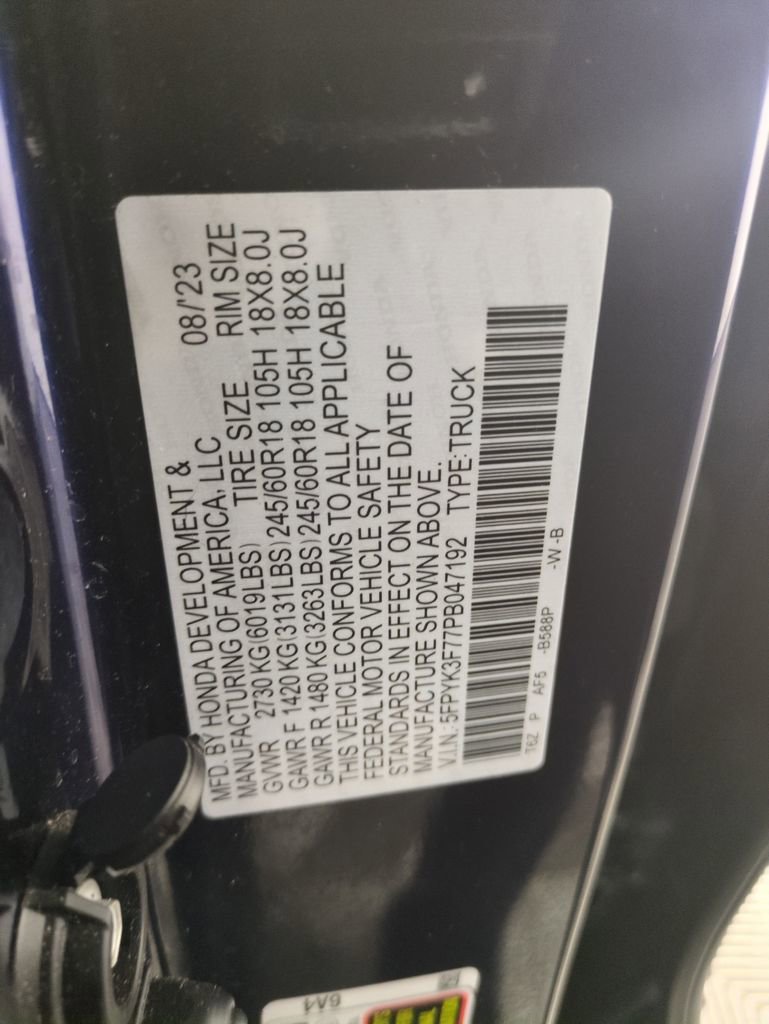 MFD. BY HONDA DEVELOPMENT &
MANUFACTURING OF AMERICA, LLC 08/'23
GVWR 2730 KG(6019LBS) TIRE SIZE RIM SIZE
GAWR F 1420 KG(3131LBS)245/60R18 105H 18X8.0J
GAWR R 1480 KG(3263LBS)245/60R18 105H 18X8.0J
THIS VEHICLE CONFORMS TO ALL APPLICABLE
FEDERAL MOTOR VEHICLE SAFETY
STANDARDS IN EFFECT ON THE DATE OF
MANUFACTURE SHOWN ABOVE.
V.I.N.:5FPYK3F77PB047192 TYPE:TRUCK
T6Z P AF5 -B588P -W -B
6V4